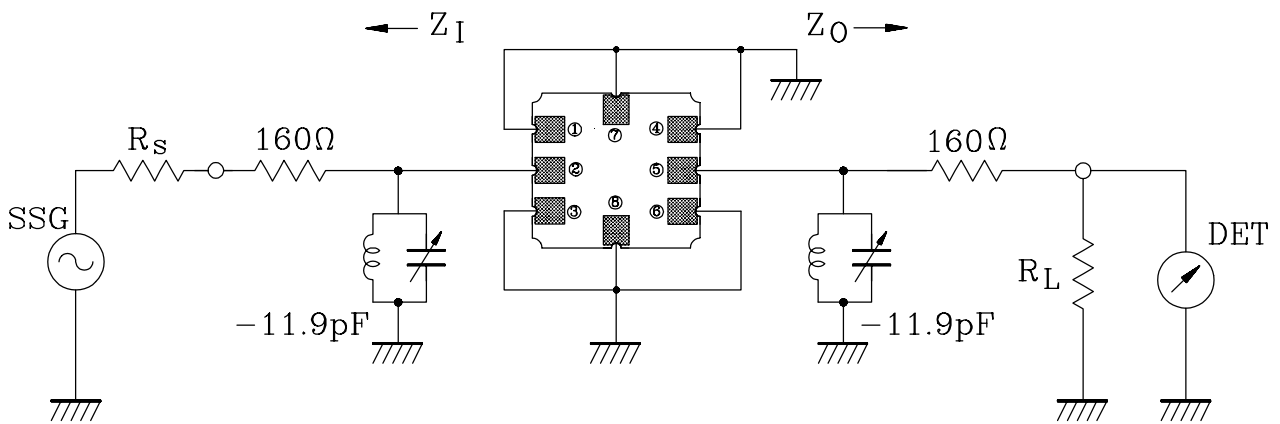 Z_I
Z_O
R_S
160Ω
160Ω
① ⑦ ④
② ⑤
③ ⑧ ⑥
SSG
DET
R_L
−11.9pF
−11.9pF